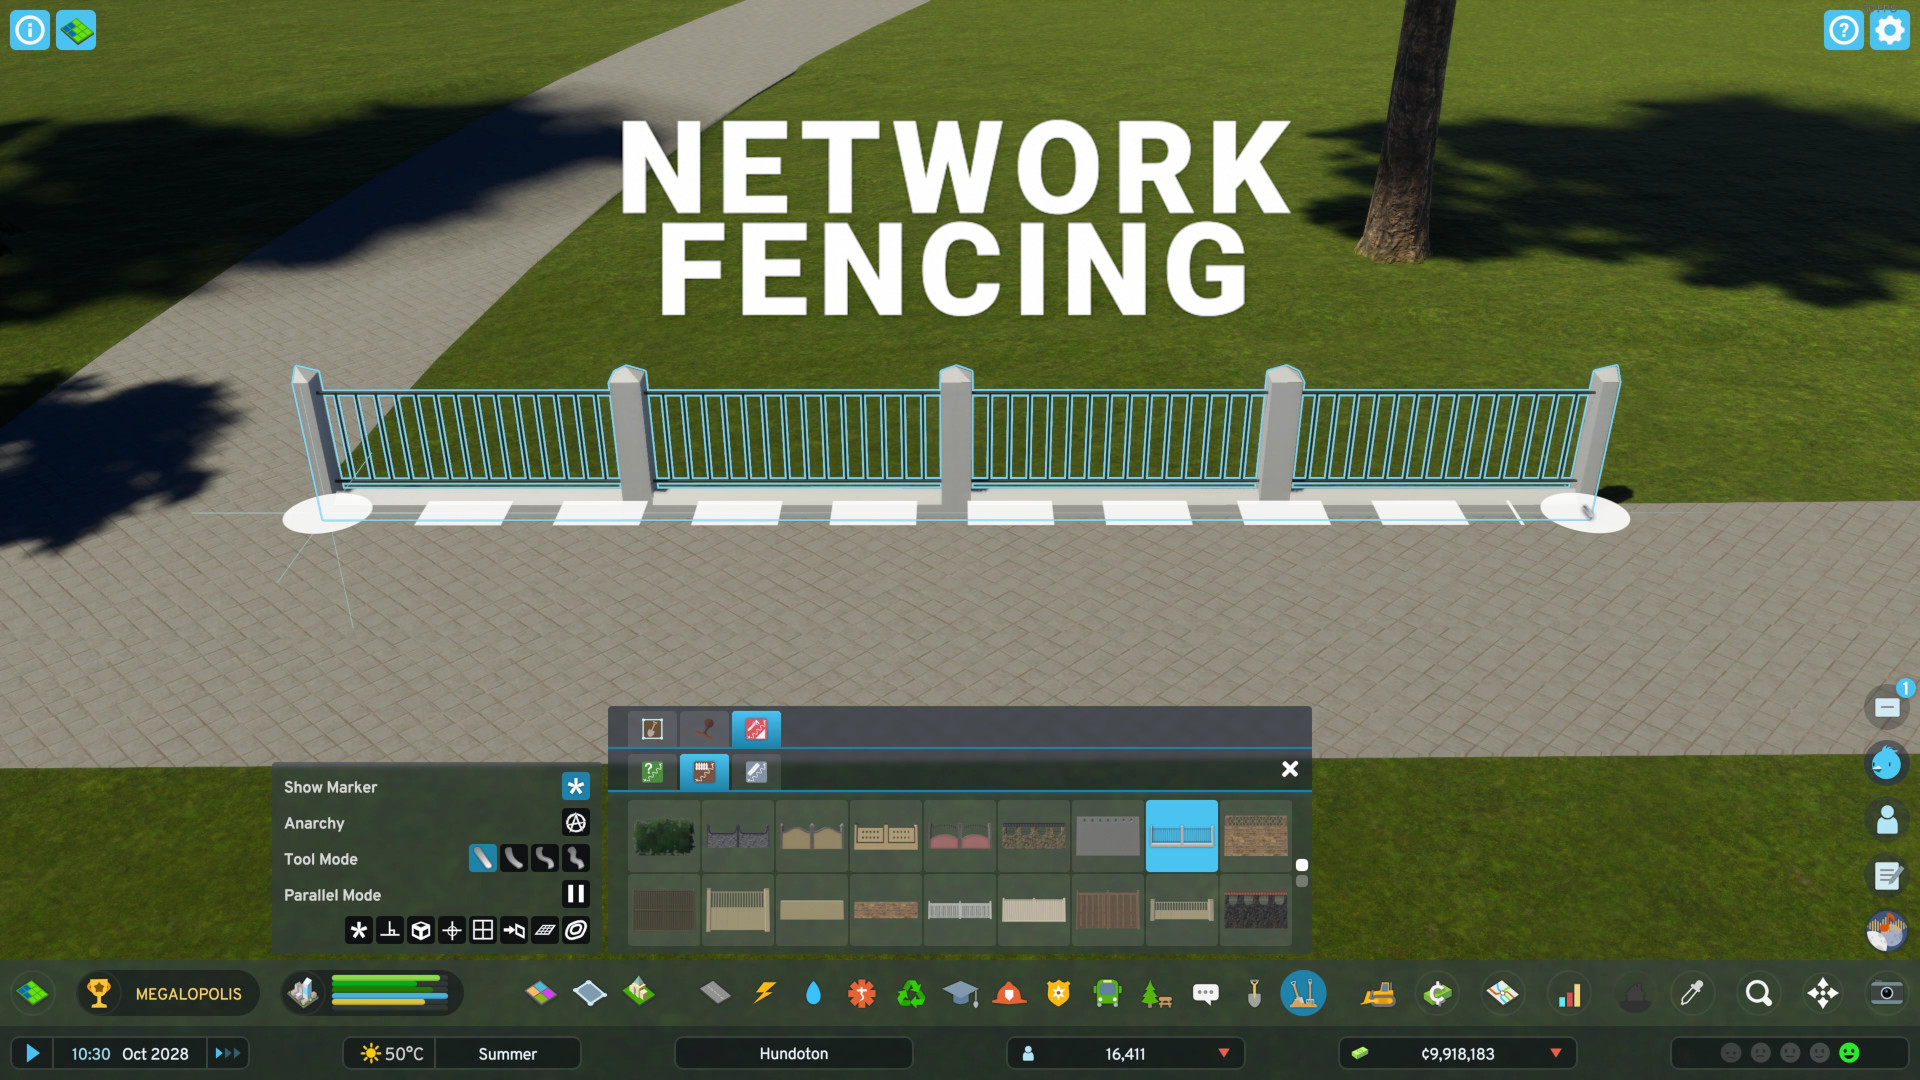 NETWORK
FENCING
Show Marker
Anarchy
Tool Mode
Parallel Mode
1
MEGALOPOLIS
10:30 Oct 2028
50°C
Summer
Hundoton
16,411
¢9,918,183